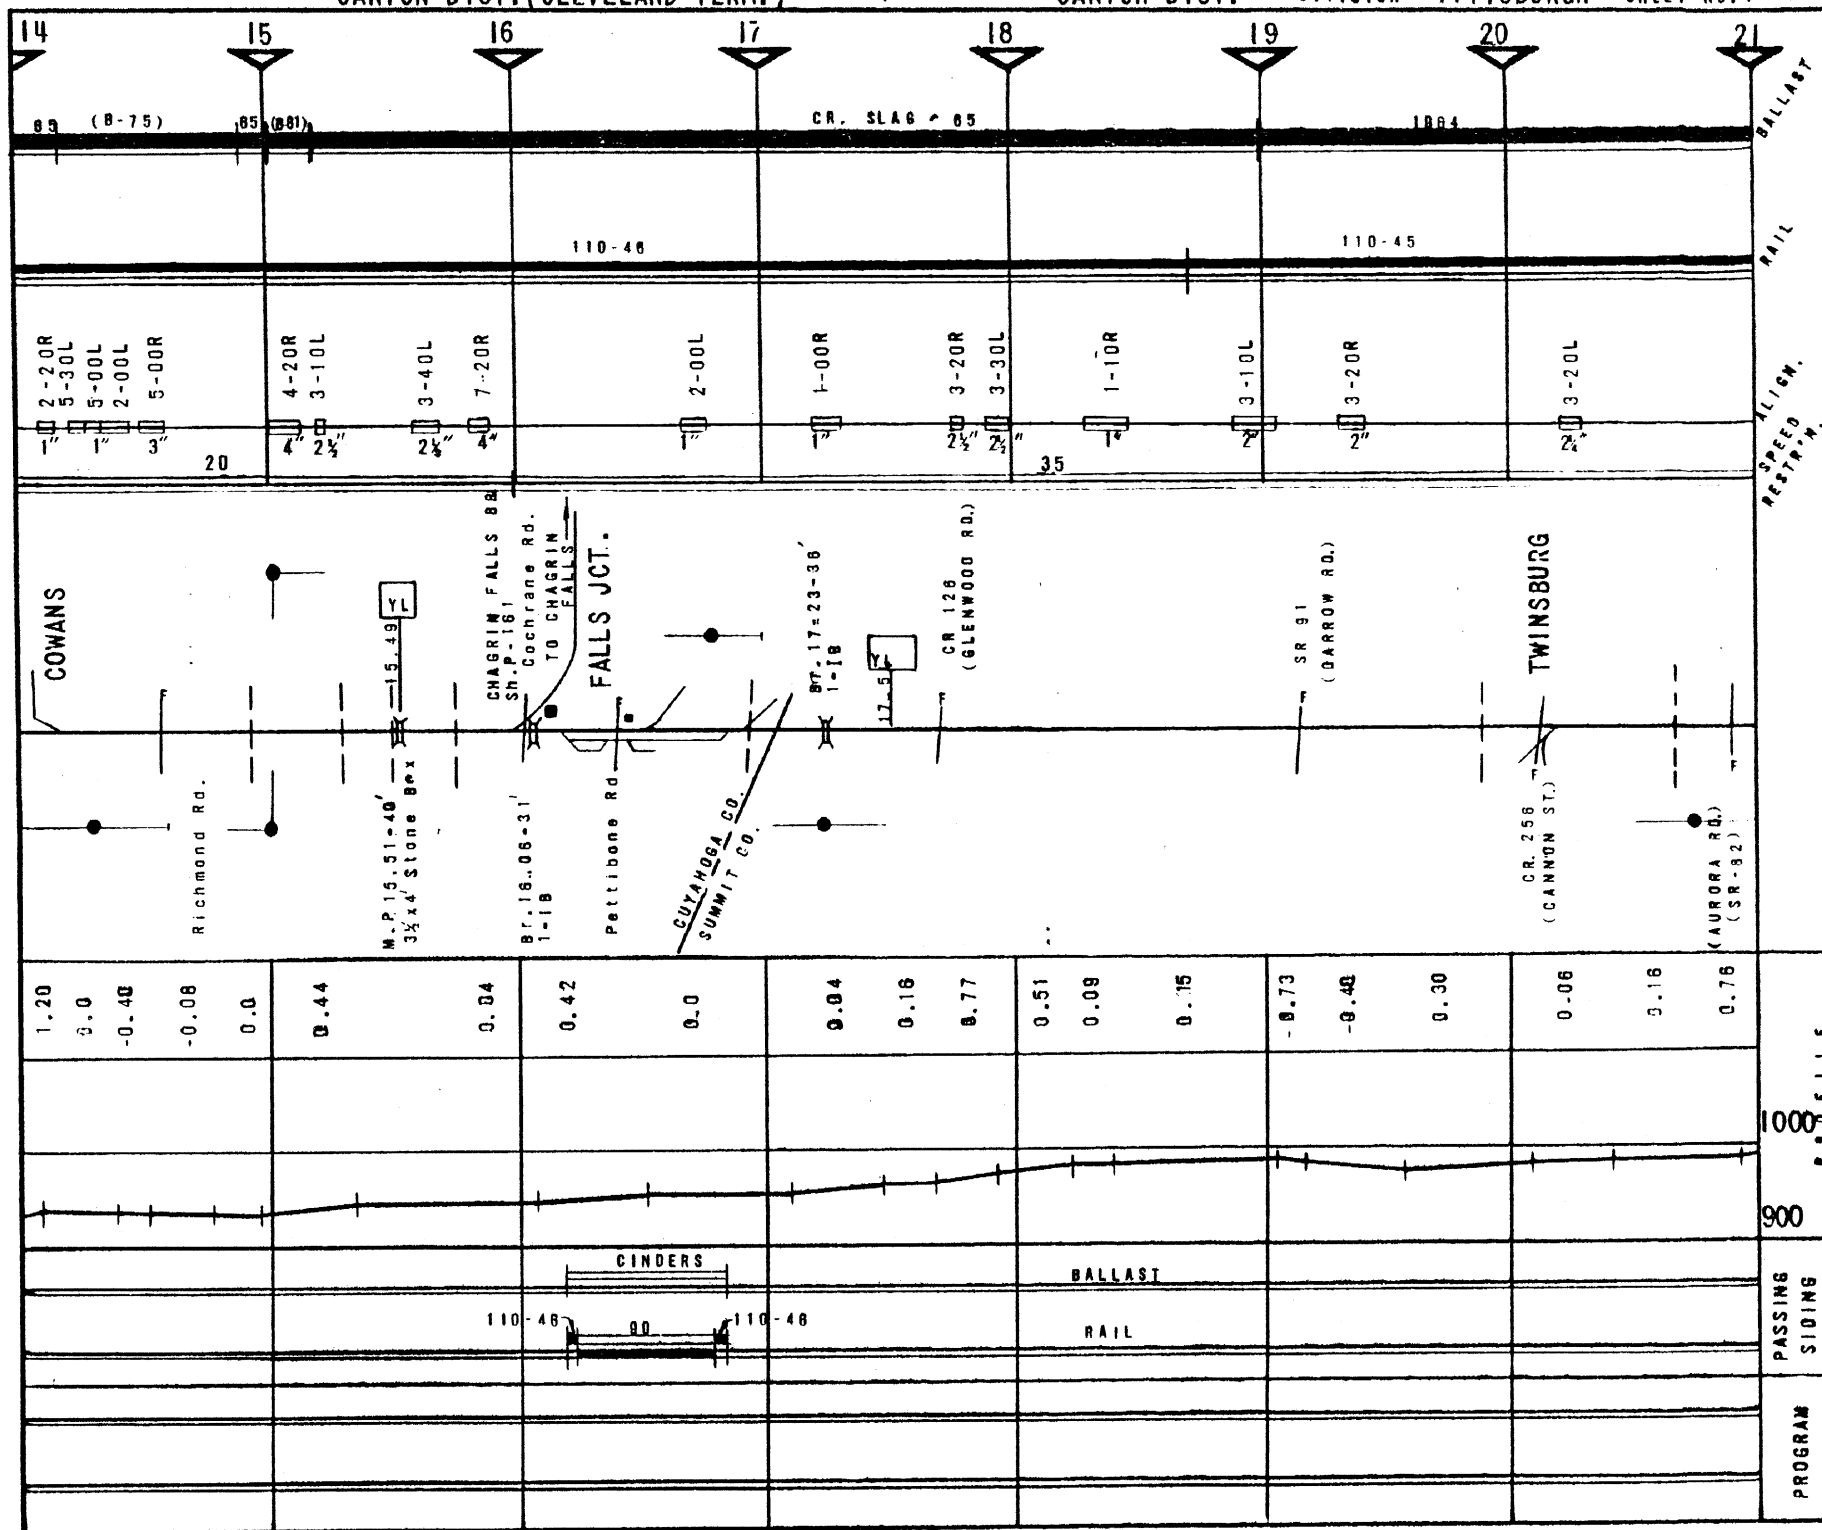 14 15 16 17 18 19 20 21
BALLAST
65 (B-75) 65 (B81) CR. SLAG - 65 1964
RAIL
110-46 110-45
ALIGN.
2-20R 5-30L 5-00L 2-00L 5-00R 4-20R 3-10L 3-40L 7-20R 2-00L 1-00R 3-20R 3-30L 1-10R 3-10L 3-20R 3-20L
1" 1" 3" 4" 2½" 2½" 4" 1" 1" 2½" 2½" 1" 2" 2" 2¼"
SPEED
RESTR'N.
20 35
COWANS
Richmond Rd.
YL
15.49
M.P. 15.51-40'
3½x4' Stone Box
CHAGRIN FALLS BR
Sh. P-161
Cochrane Rd.
TO CHAGRIN
FALLS
FALLS JCT.
Br. 16.06-31'
1-IB
Pettibone Rd
CUYAHOGA CO.
SUMMIT CO.
Br. 17=23-36'
1-IB
YL
17.5
CR 126
(GLENWOOD RD.)
SR 91
(DARROW RD.)
TWINSBURG
CR. 256
(CANNON ST.)
(AURORA RD.)
(SR-82)
1.20 0.0 -0.40 -0.08 0.0 0.44 0.04 0.42 0.0 0.04 0.16 0.77 0.51 0.09 0.15 -0.73 -0.40 0.30 0.06 0.16 0.76
1000
900
CINDERS
BALLAST
110-46 90 110-46
RAIL
PASSING
SIDING
PROGRAM